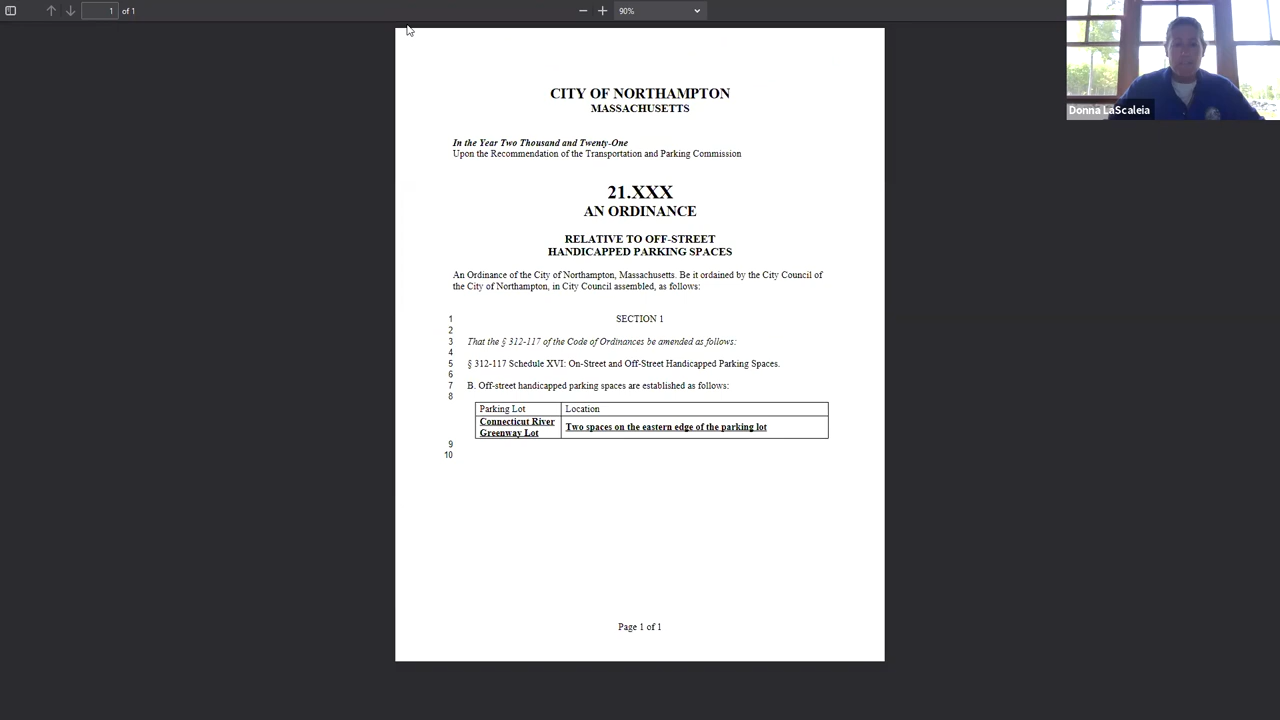 1 of 1
90%
Donna LaScaleia
CITY OF NORTHAMPTON
MASSACHUSETTS
In the Year Two Thousand and Twenty-One
Upon the Recommendation of the Transportation and Parking Commission
21.XXX
AN ORDINANCE
RELATIVE TO OFF-STREET
HANDICAPPED PARKING SPACES
An Ordinance of the City of Northampton, Massachusetts. Be it ordained by the City Council of
the City of Northampton, in City Council assembled, as follows:
1 SECTION 1
2
3 That the § 312-117 of the Code of Ordinances be amended as follows:
4
5 § 312-117 Schedule XVI: On-Street and Off-Street Handicapped Parking Spaces.
6
7 B. Off-street handicapped parking spaces are established as follows:
8
Parking Lot Location
Connecticut River
Greenway Lot
Two spaces on the eastern edge of the parking lot
9
10
Page 1 of 1